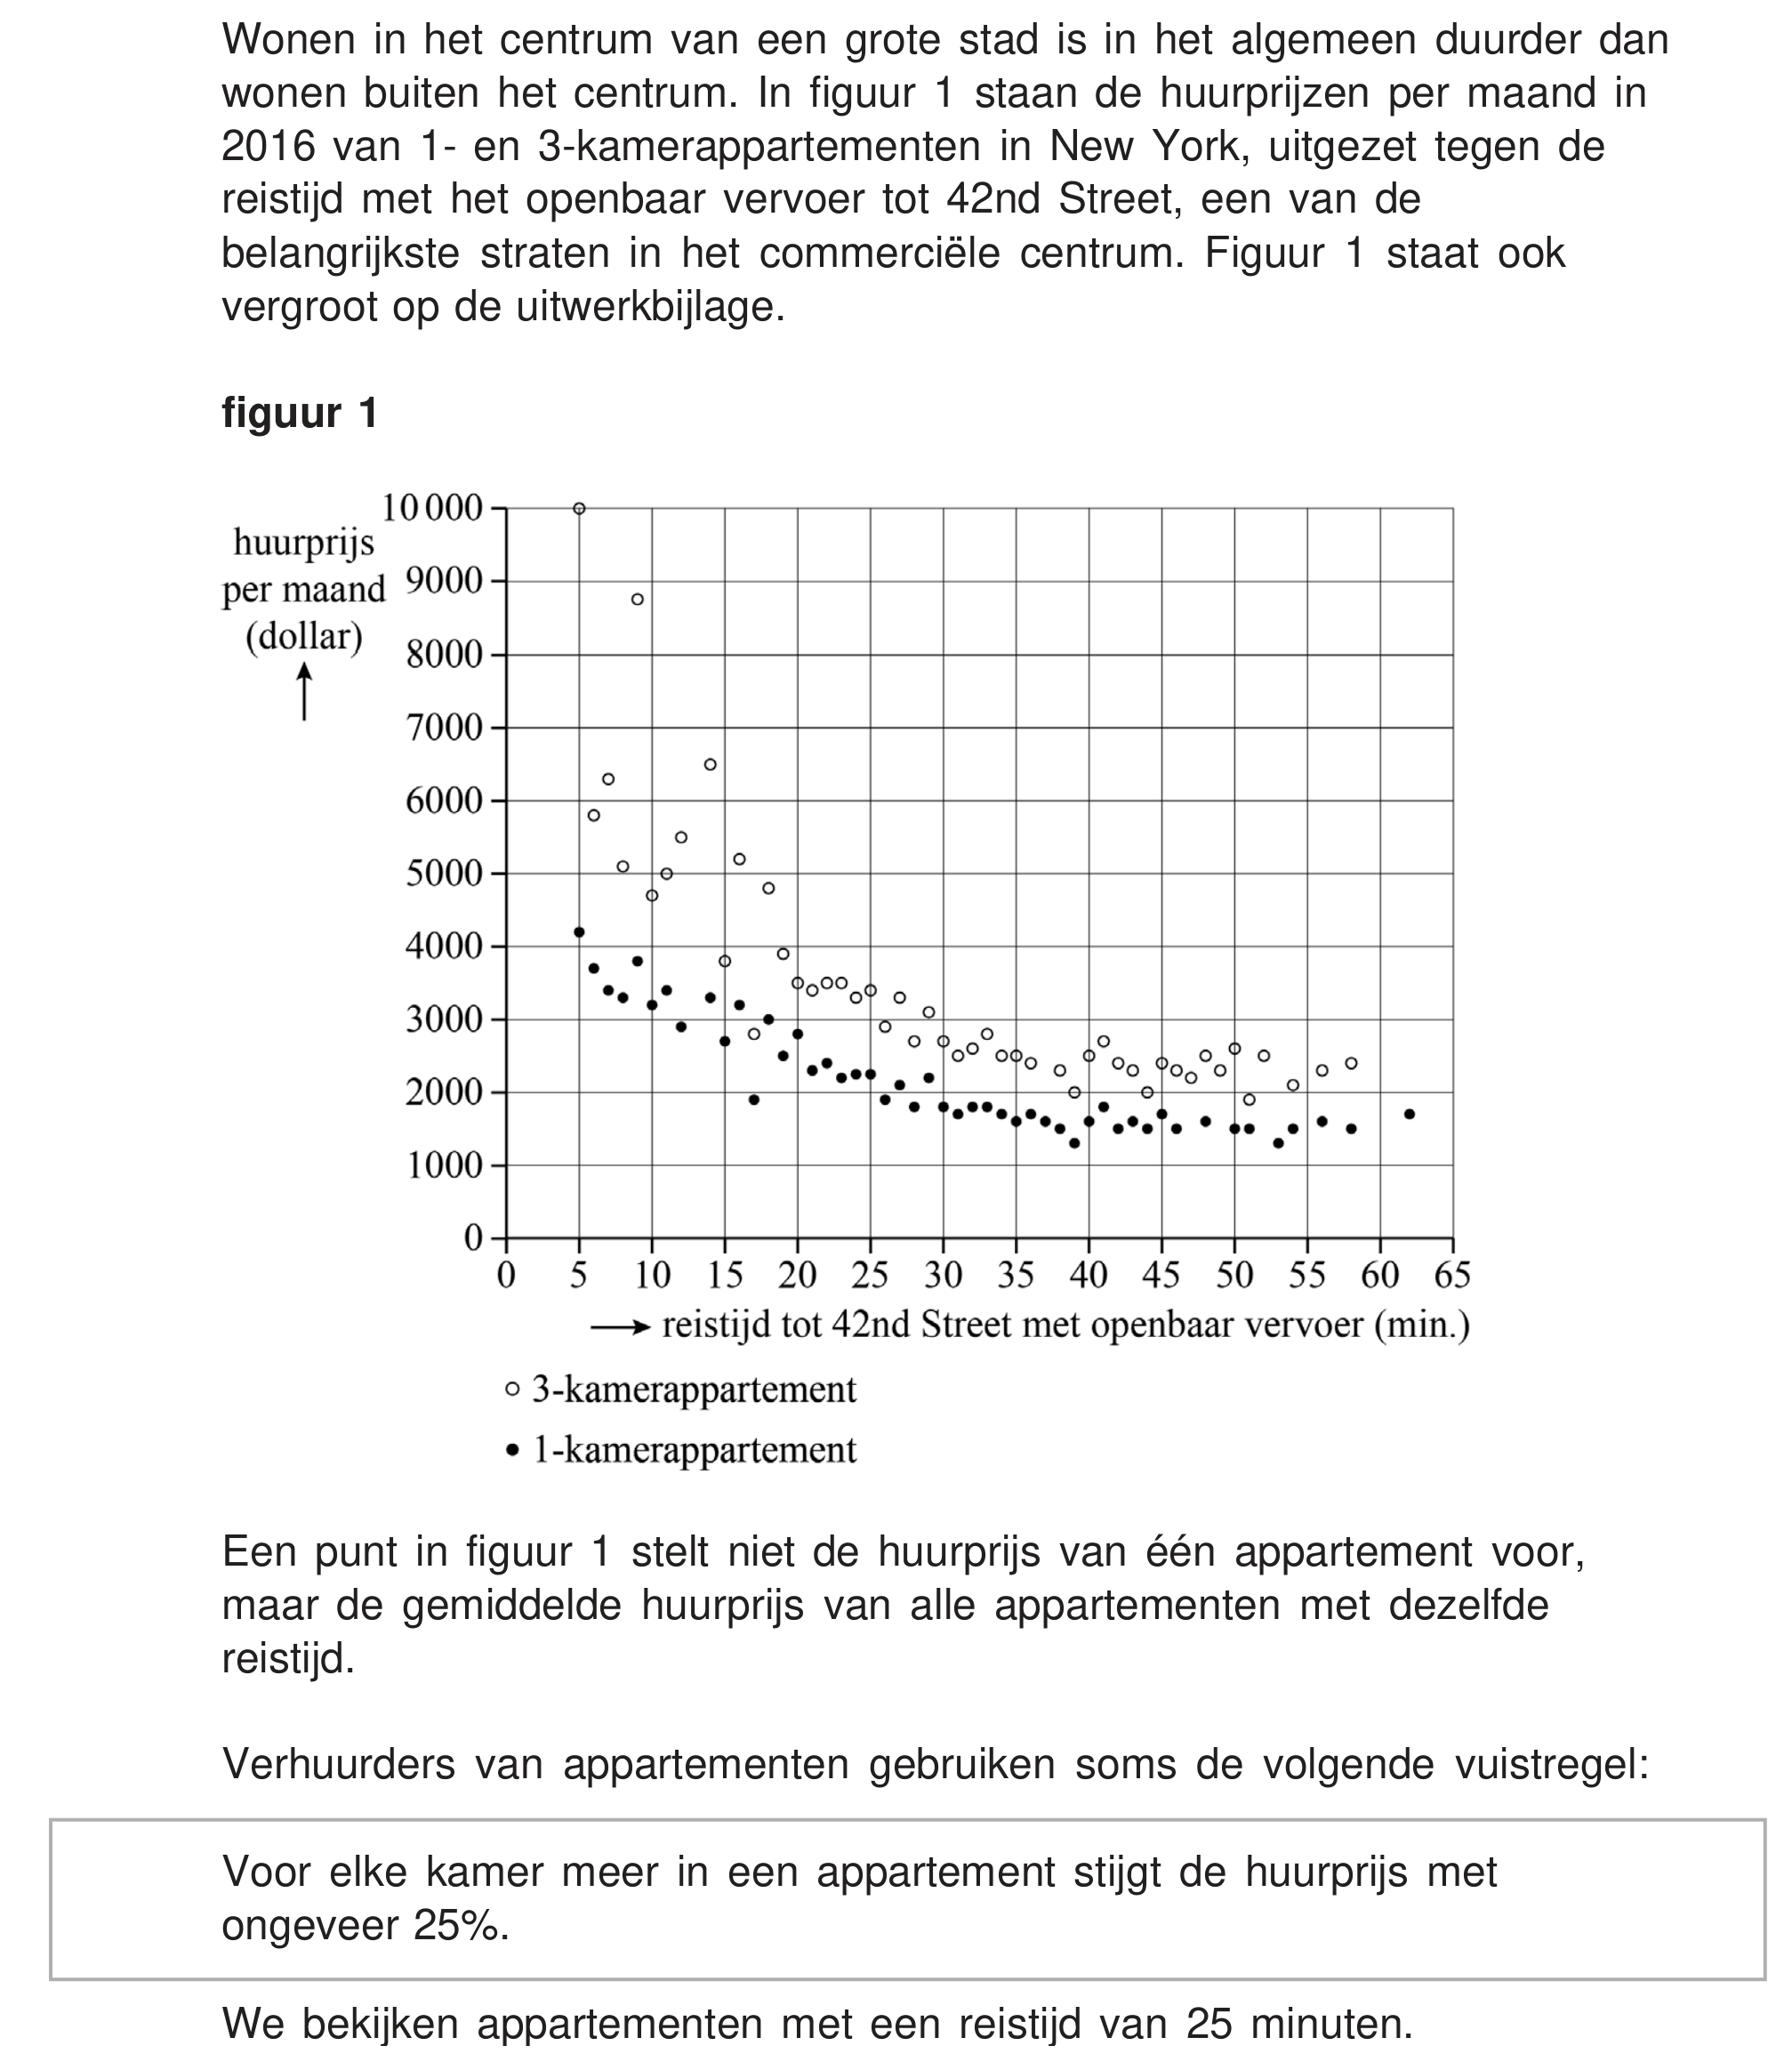 Wonen in het centrum van een grote stad is in het algemeen duurder dan
wonen buiten het centrum. In figuur 1 staan de huurprijzen per maand in
2016 van 1- en 3-kamerappartementen in New York, uitgezet tegen de
reistijd met het openbaar vervoer tot 42nd Street, een van de
belangrijkste straten in het commerciële centrum. Figuur 1 staat ook
vergroot op de uitwerkbijlage.
figuur 1
huurprijs
per maand
(dollar)
10 000
9000
8000
7000
6000
5000
4000
3000
2000
1000
0
0 5 10 15 20 25 30 35 40 45 50 55 60 65
reistijd tot 42nd Street met openbaar vervoer (min.)
3-kamerappartement
1-kamerappartement
Een punt in figuur 1 stelt niet de huurprijs van één appartement voor,
maar de gemiddelde huurprijs van alle appartementen met dezelfde
reistijd.
Verhuurders van appartementen gebruiken soms de volgende vuistregel:
Voor elke kamer meer in een appartement stijgt de huurprijs met
ongeveer 25%.
We bekijken appartementen met een reistijd van 25 minuten.